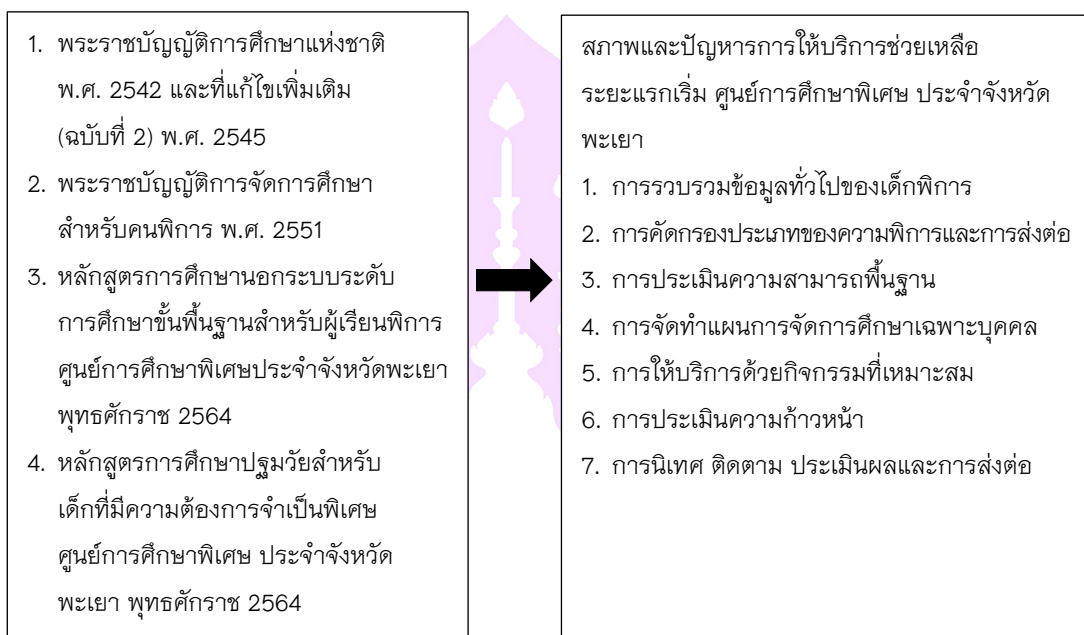 1. พระราชบัญญัติการศึกษาแห่งชาติ
พ.ศ. 2542 และที่แก้ไขเพิ่มเติม
(ฉบับที่ 2) พ.ศ. 2545
2. พระราชบัญญัติการจัดการศึกษา
สำหรับคนพิการ พ.ศ. 2551
3. หลักสูตรการศึกษานอกระบบระดับ
การศึกษาขั้นพื้นฐานสำหรับผู้เรียนพิการ
ศูนย์การศึกษาพิเศษประจำจังหวัดพะเยา
พุทธศักราช 2564
4. หลักสูตรการศึกษาปฐมวัยสำหรับ
เด็กที่มีความต้องการจำเป็นพิเศษ
ศูนย์การศึกษาพิเศษ ประจำจังหวัด
พะเยา พุทธศักราช 2564
สภาพและปัญหารการให้บริการช่วยเหลือ
ระยะแรกเริ่ม ศูนย์การศึกษาพิเศษ ประจำจังหวัด
พะเยา
1. การรวบรวมข้อมูลทั่วไปของเด็กพิการ
2. การคัดกรองประเภทของความพิการและการส่งต่อ
3. การประเมินความสามารถพื้นฐาน
4. การจัดทำแผนการจัดการศึกษาเฉพาะบุคคล
5. การให้บริการด้วยกิจกรรมที่เหมาะสม
6. การประเมินความก้าวหน้า
7. การนิเทศ ติดตาม ประเมินผลและการส่งต่อ